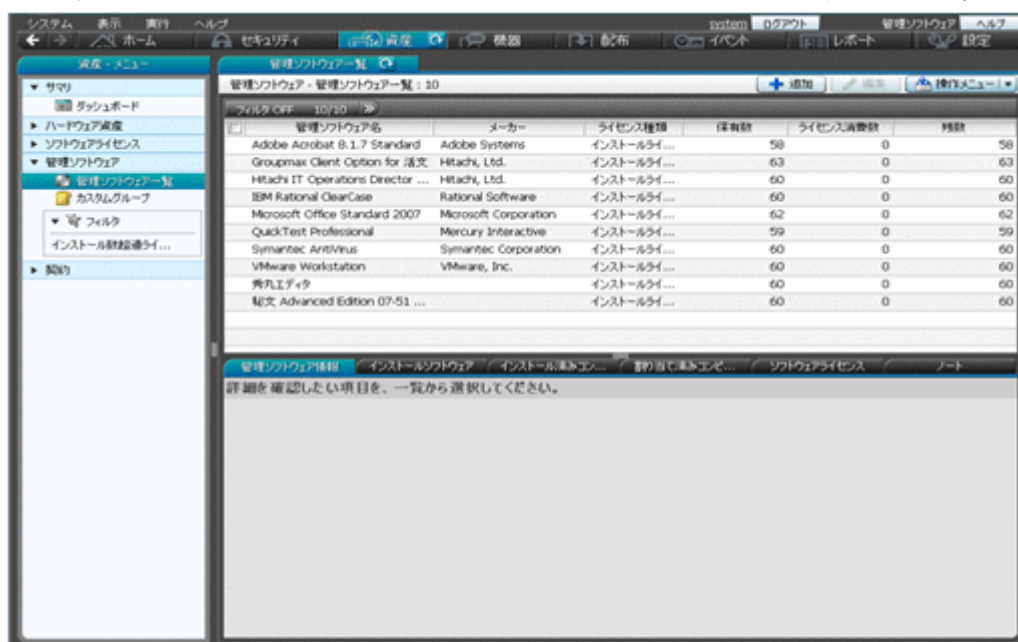 システム 表示 実行 ヘルプ system ログアウト 管理ソフトウェア ヘルプ
ホーム セキュリティ 資産 機器 配布 イベント レポート 設定
資産 - メニュー 管理ソフトウェア一覧
▼ サマリ
ダッシュボード
▶ ハードウェア資産
▶ ソフトウェアライセンス
▼ 管理ソフトウェア
管理ソフトウェア一覧
カスタムグループ
▼ フィルタ
インストール数超過ライ...
▶ 契約
管理ソフトウェア - 管理ソフトウェア一覧 : 10 追加 編集 操作メニュー
フィルタ OFF 10/10
管理ソフトウェア名 メーカー ライセンス種類 保有数 ライセンス消費数 残数
Adobe Acrobat 8.1.7 Standard Adobe Systems インストールライ... 58 0 58
Groupmax Client Option for 活文 Hitachi, Ltd. インストールライ... 63 0 63
Hitachi IT Operations Director ... Hitachi, Ltd. インストールライ... 60 0 60
IBM Rational ClearCase Rational Software インストールライ... 60 0 60
Microsoft Office Standard 2007 Microsoft Corporation インストールライ... 62 0 62
QuickTest Professional Mercury Interactive インストールライ... 59 0 59
Symantec AntiVirus Symantec Corporation インストールライ... 60 0 60
VMware Workstation VMware, Inc. インストールライ... 60 0 60
秀丸エディタ インストールライ... 60 0 60
秘文 Advanced Edition 07-51 ... インストールライ... 60 0 60
管理ソフトウェア情報 インストールソフトウェア インストール済みコン... 割り当て済みコンピ... ソフトウェアライセンス ノート
詳細を確認したい項目を、一覧から選択してください。